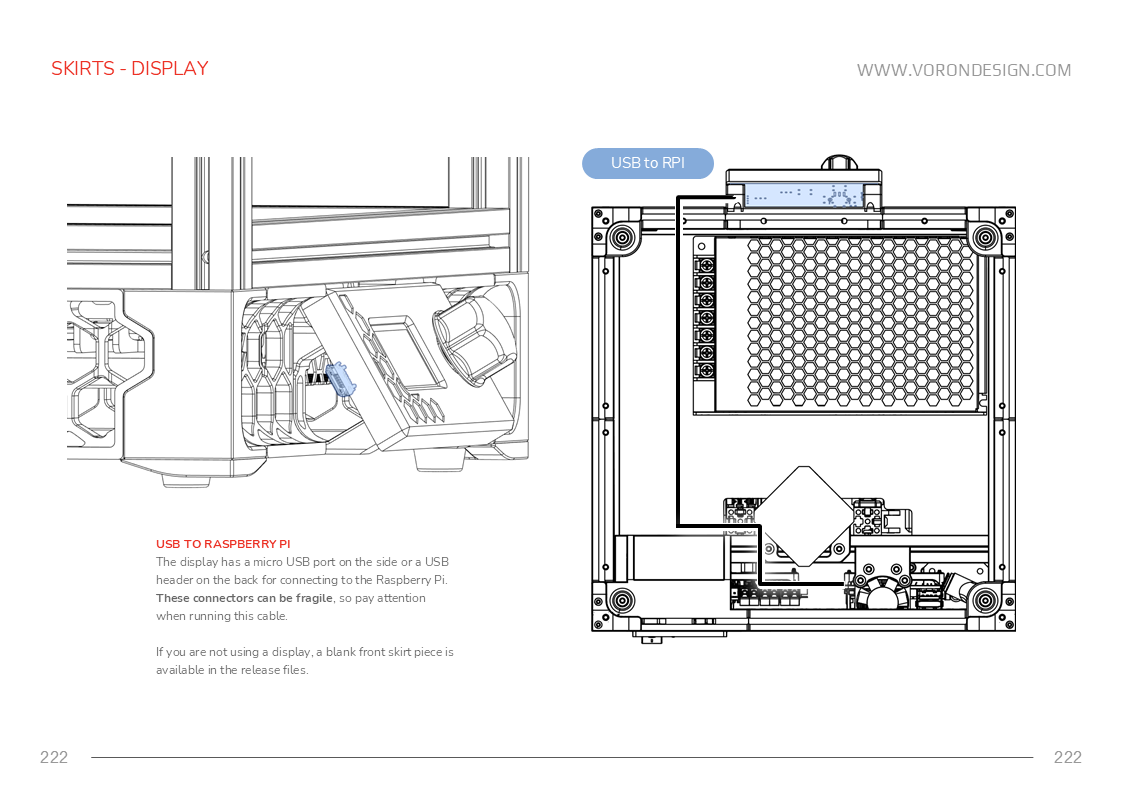 SKIRTS - DISPLAY
WWW.VORONDESIGN.COM
USB to RPI
USB TO RASPBERRY PI
The display has a micro USB port on the side or a USB
header on the back for connecting to the Raspberry Pi.
These connectors can be fragile, so pay attention
when running this cable.
If you are not using a display, a blank front skirt piece is
available in the release files.
222
222